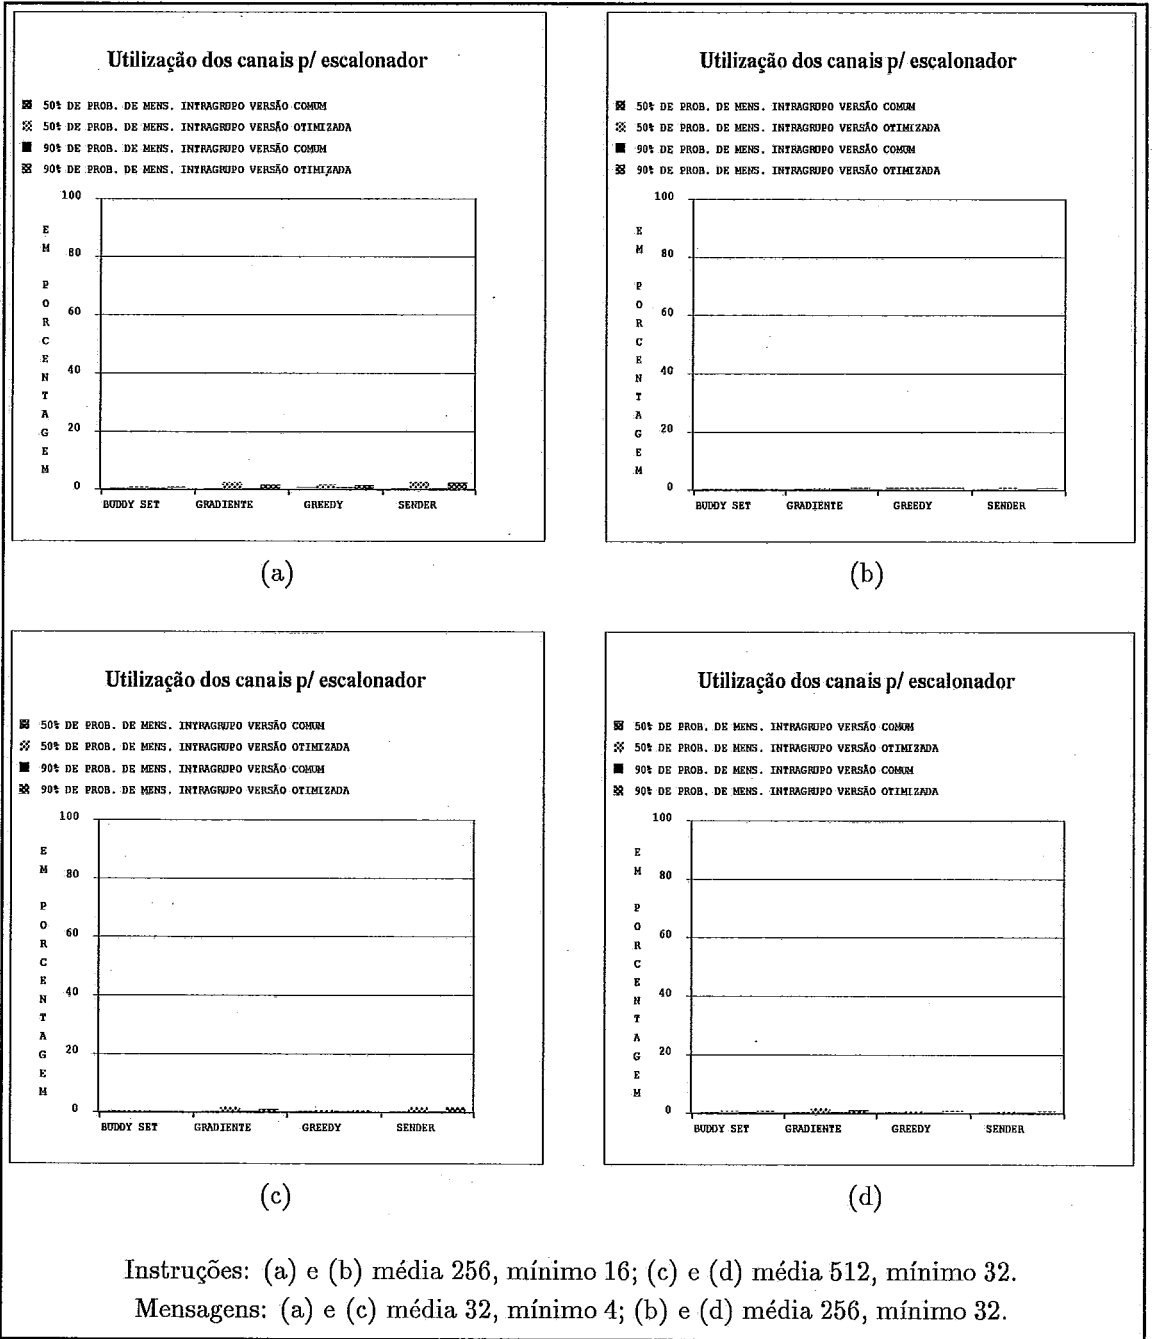 Utilização dos canais p/ escalonador
50% DE PROB. DE MENS. INTRAGRUPO VERSÃO COMUM
50% DE PROB. DE MENS. INTRAGRUPO VERSÃO OTIMIZADA
90% DE PROB. DE MENS. INTRAGRUPO VERSÃO COMUM
90% DE PROB. DE MENS. INTRAGRUPO VERSÃO OTIMIZADA
EM PORCENTAGEM
100
80
60
40
20
0
BUDDY SET GRADIENTE GREEDY SENDER
(a)
Utilização dos canais p/ escalonador
50% DE PROB. DE MENS. INTRAGRUPO VERSÃO COMUM
50% DE PROB. DE MENS. INTRAGRUPO VERSÃO OTIMIZADA
90% DE PROB. DE MENS. INTRAGRUPO VERSÃO COMUM
90% DE PROB. DE MENS. INTRAGRUPO VERSÃO OTIMIZADA
EM PORCENTAGEM
100
80
60
40
20
0
BUDDY SET GRADIENTE GREEDY SENDER
(b)
Utilização dos canais p/ escalonador
50% DE PROB. DE MENS. INTRAGRUPO VERSÃO COMUM
50% DE PROB. DE MENS. INTRAGRUPO VERSÃO OTIMIZADA
90% DE PROB. DE MENS. INTRAGRUPO VERSÃO COMUM
90% DE PROB. DE MENS. INTRAGRUPO VERSÃO OTIMIZADA
EM PORCENTAGEM
100
80
60
40
20
0
BUDDY SET GRADIENTE GREEDY SENDER
(c)
Utilização dos canais p/ escalonador
50% DE PROB. DE MENS. INTRAGRUPO VERSÃO COMUM
50% DE PROB. DE MENS. INTRAGRUPO VERSÃO OTIMIZADA
90% DE PROB. DE MENS. INTRAGRUPO VERSÃO COMUM
90% DE PROB. DE MENS. INTRAGRUPO VERSÃO OTIMIZADA
EM PORCENTAGEM
100
80
60
40
20
0
BUDDY SET GRADIENTE GREEDY SENDER
(d)
Instruções: (a) e (b) média 256, mínimo 16; (c) e (d) média 512, mínimo 32.
Mensagens: (a) e (c) média 32, mínimo 4; (b) e (d) média 256, mínimo 32.